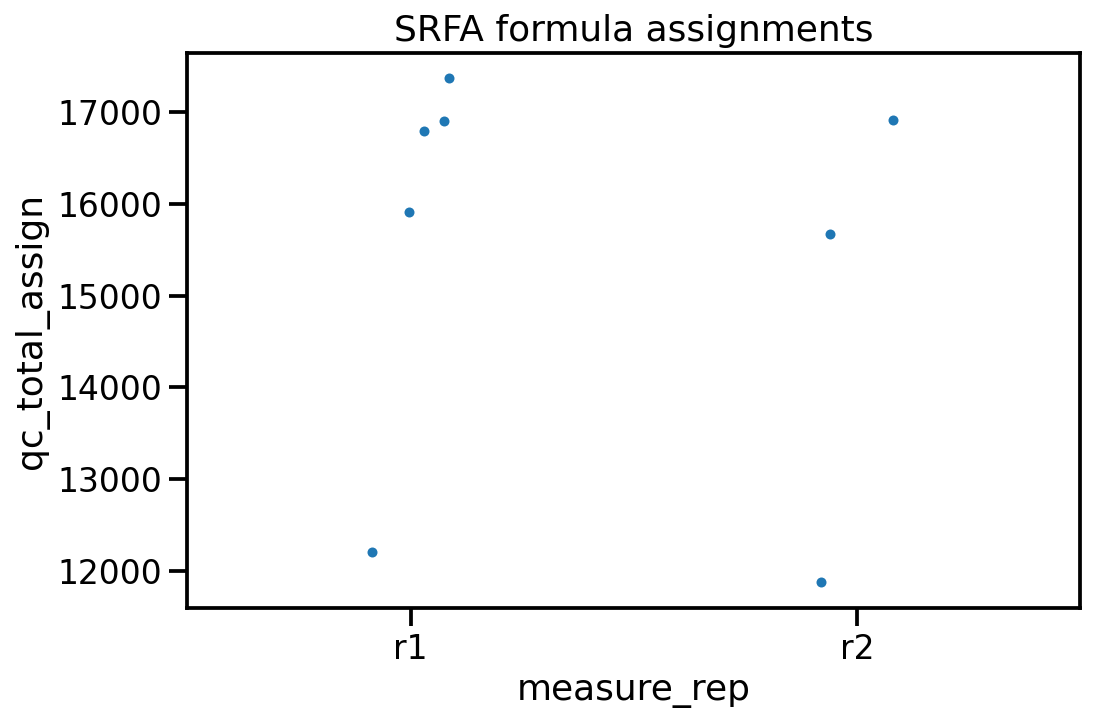 SRFA formula assignments
qc_total_assign
17000
16000
15000
14000
13000
12000
r1 r2
measure_rep